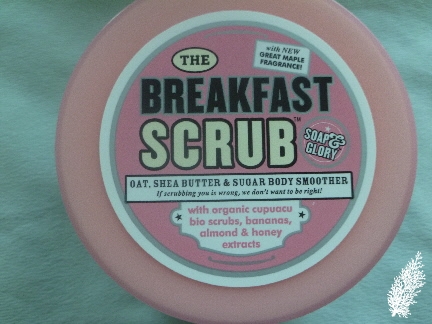 THE
with NEW
GREAT MAPLE
FRAGRANCE!
BREAKFAST
SCRUB™
SOAP &
GLORY
OAT, SHEA BUTTER & SUGAR BODY SMOOTHER
If scrubbing you is wrong, we don't want to be right!
with organic cupuacu
bio scrubs, bananas,
almond & honey
extracts